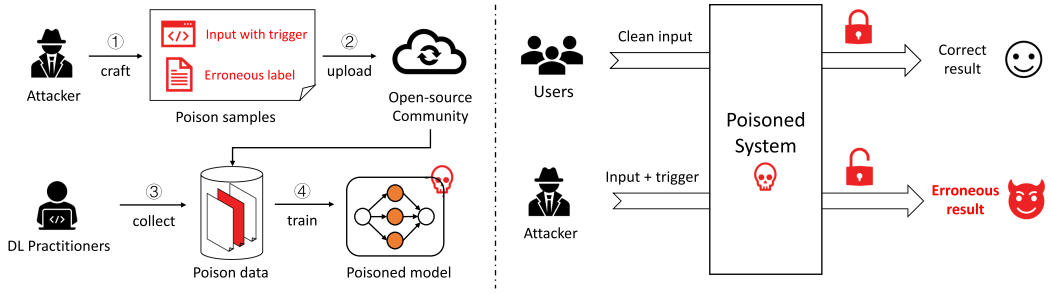 Attacker
①
craft
Input with trigger
Erroneous label
Poison samples
②
upload
Open-source
Community
DL Practitioners
③
collect
Poison data
④
train
Poisoned model
Users
Clean input
Attacker
Input + trigger
Poisoned
System
Correct
result
Erroneous
result